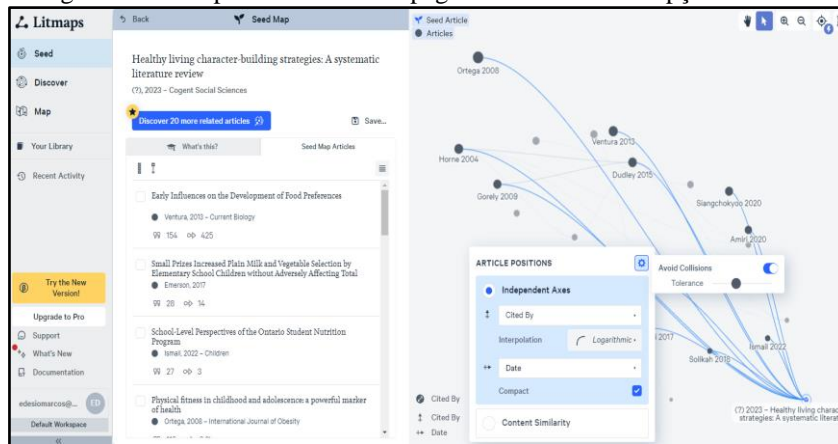 Litmaps
Seed
Discover
Map
Your Library
Recent Activity
Try the New
Version!
Upgrade to Pro
Support
What's New
Documentation
edesiomarcos@...
ED
Default Workspace
Back
Seed Map
Healthy living character-building strategies: A systematic
literature review
(?), 2023 – Cogent Social Sciences
Discover 20 more related articles
Save...
What's this?
Seed Map Articles
Early Influences on the Development of Food Preferences
Ventura, 2013 – Current Biology
154 425
Small Prizes Increased Plain Milk and Vegetable Selection by
Elementary School Children without Adversely Affecting Total
Emerson, 2017
28 14
School-Level Perspectives of the Ontario Student Nutrition
Program
Ismail, 2022 – Children
27 3
Physical fitness in childhood and adolescence: a powerful marker
of health
Ortega, 2008 – International Journal of Obesity
Seed Article
Articles
Ortega 2008
Ventura 2013
Horne 2004
Dudley 2015
Gorely 2009
Siangchokyoo 2020
Amiri 2020
ARTICLE POSITIONS
Independent Axes
Cited By
Interpolation
Logarithmic
Date
Compact
Content Similarity
Avoid Collisions
Tolerance
2017
Ismail 2022
Solikah 2018
Cited By
Cited By
Date
(?) 2023 – Healthy living charac
strategies: A systematic literat